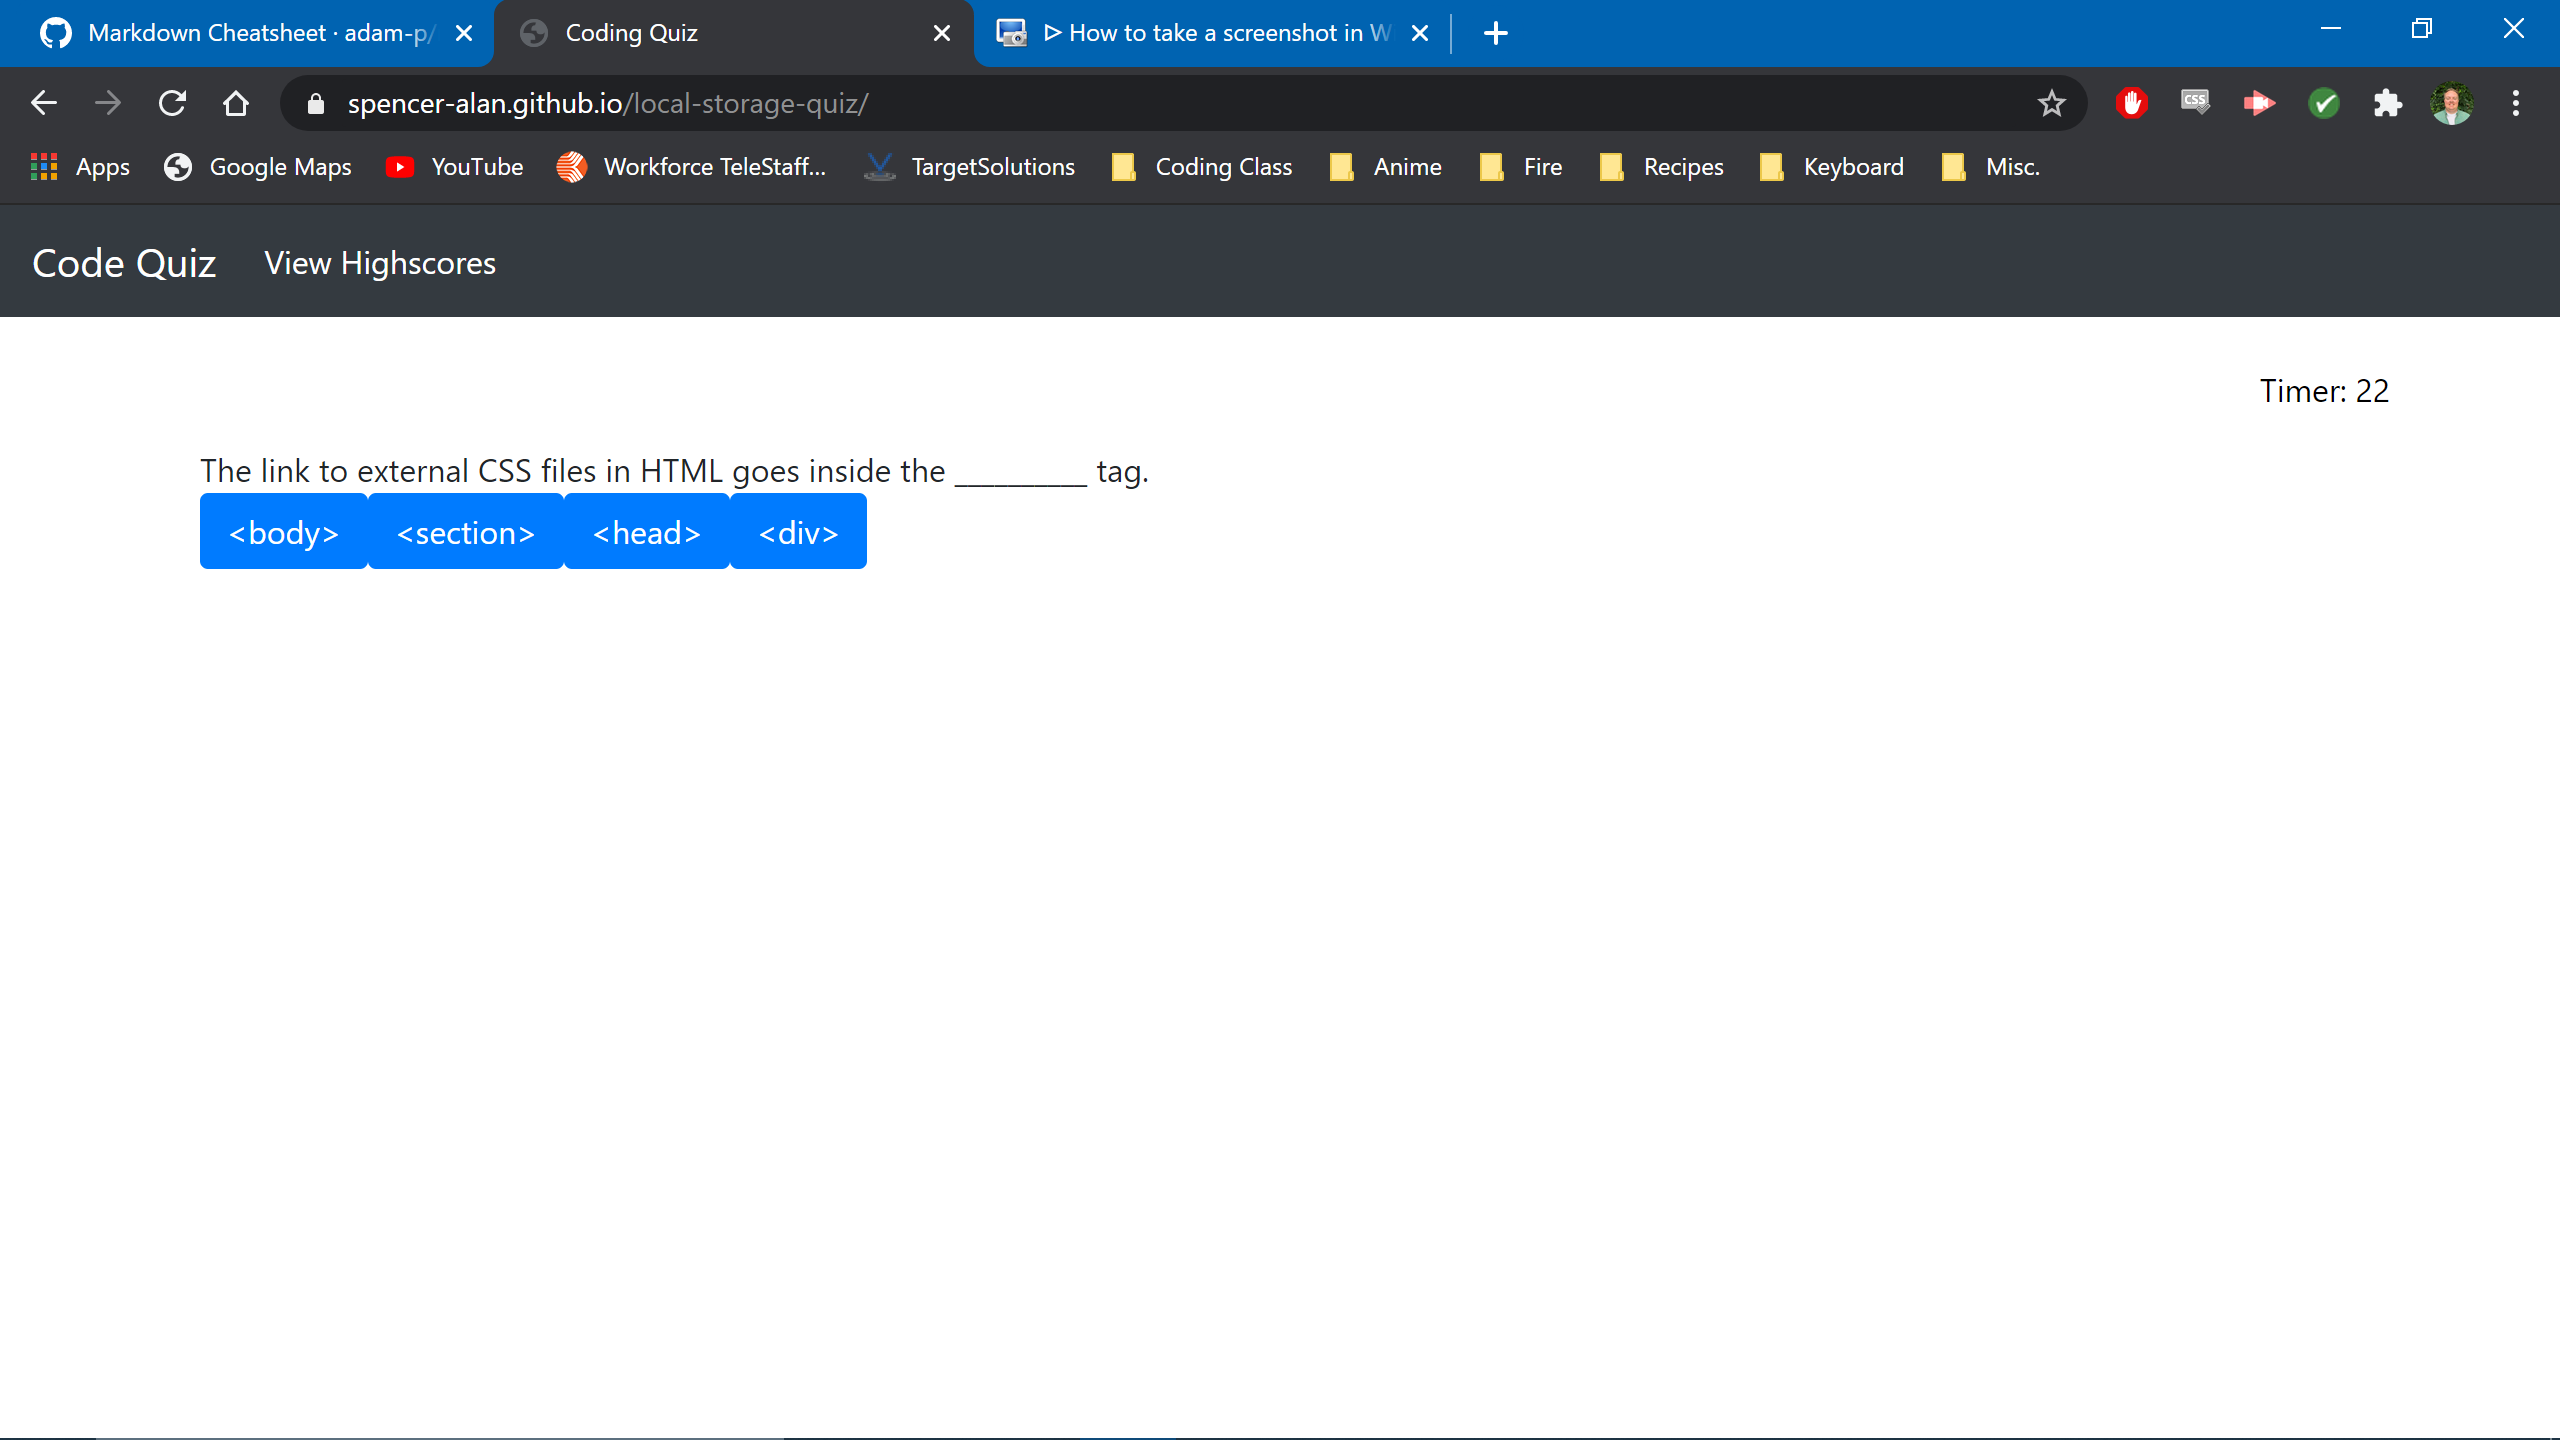 Markdown Cheatsheet · adam-p/
Coding Quiz
ᐅ How to take a screenshot in W
spencer-alan.github.io/local-storage-quiz/
CSS
Apps Google Maps YouTube Workforce TeleStaff... TargetSolutions Coding Class Anime Fire Recipes Keyboard Misc.
Code Quiz View Highscores
Timer: 22
The link to external CSS files in HTML goes inside the __________ tag.
<body> <section> <head> <div>